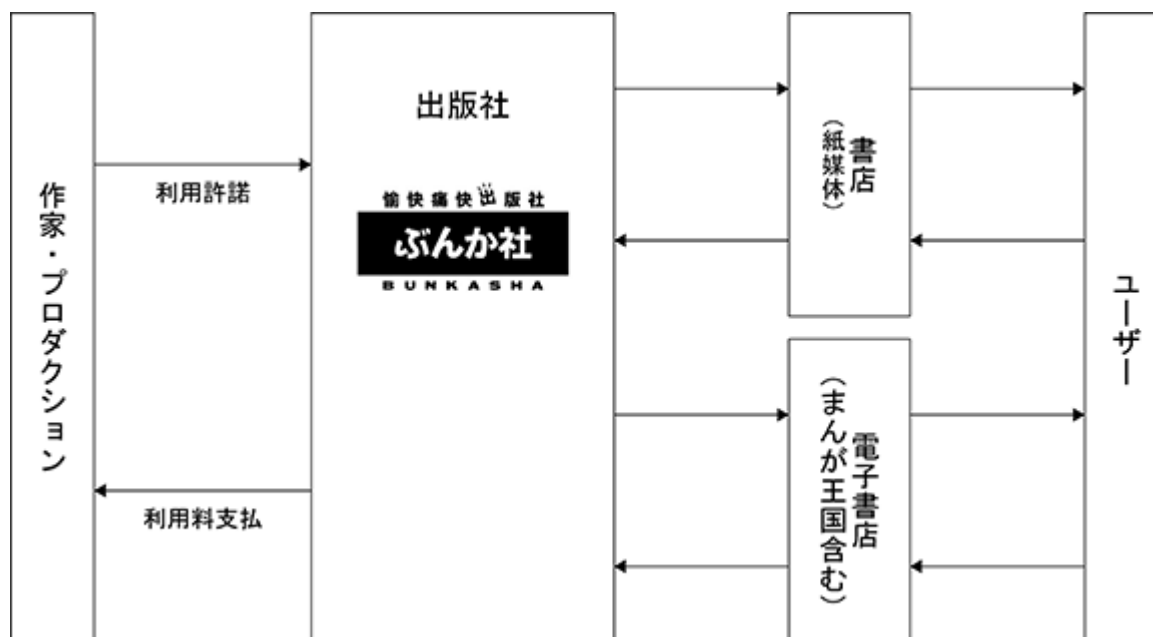 作家・プロダクション
利用許諾
利用料支払
出版社
愉快痛快出版社
ぶんか社
BUNKASHA
書店
（紙媒体）
電子書店
（まんが王国含む）
ユーザー